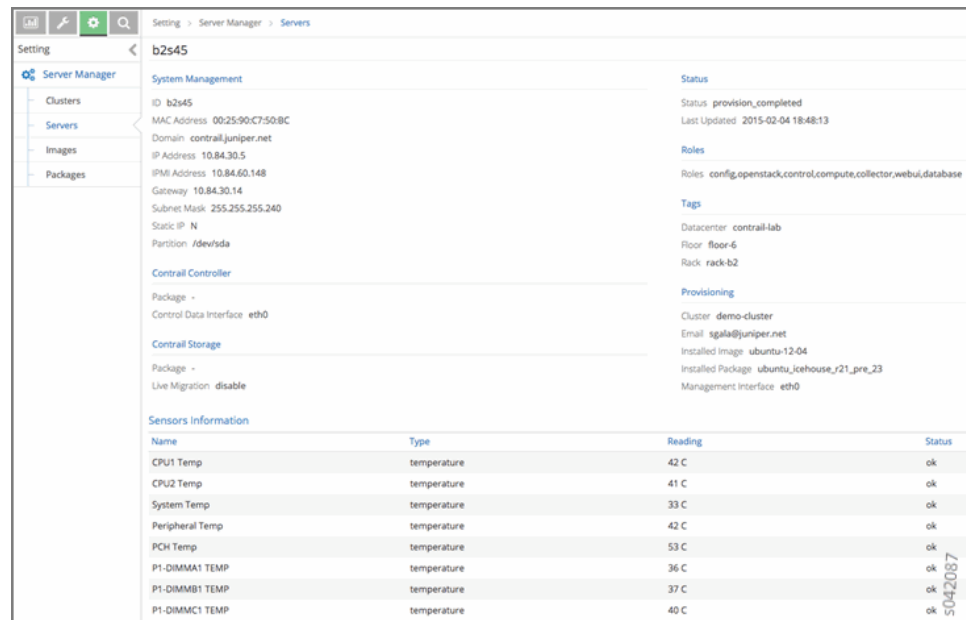 Setting > Server Manager > Servers
Setting
Server Manager
Clusters
Servers
Images
Packages
b2s45
System Management
ID b2s45
MAC Address 00:25:90:C7:50:BC
Domain contrail.juniper.net
IP Address 10.84.30.5
IPMI Address 10.84.60.148
Gateway 10.84.30.14
Subnet Mask 255.255.255.240
Static IP N
Partition /dev/sda
Contrail Controller
Package -
Control Data Interface eth0
Contrail Storage
Package -
Live Migration disable
Status
Status provision_completed
Last Updated 2015-02-04 18:48:13
Roles
Roles config,openstack,control,compute,collector,webui,database
Tags
Datacenter contrail-lab
Floor floor-6
Rack rack-b2
Provisioning
Cluster demo-cluster
Email sgala@juniper.net
Installed Image ubuntu-12-04
Installed Package ubuntu_icehouse_r21_pre_23
Management Interface eth0
Sensors Information
Name Type Reading Status
CPU1 Temp temperature 42 C ok
CPU2 Temp temperature 41 C ok
System Temp temperature 33 C ok
Peripheral Temp temperature 42 C ok
PCH Temp temperature 53 C ok
P1-DIMMA1 TEMP temperature 36 C ok
P1-DIMMB1 TEMP temperature 37 C ok
P1-DIMMC1 TEMP temperature 40 C ok
s042087